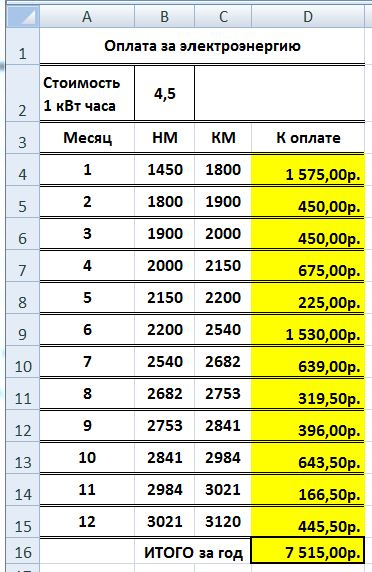 A B C D
1 Оплата за электроэнергию
Стоимость
2 1 кВт часа 4,5
3 Месяц НМ КМ К оплате
4 1 1450 1800 1 575,00р.
5 2 1800 1900 450,00р.
6 3 1900 2000 450,00р.
7 4 2000 2150 675,00р.
8 5 2150 2200 225,00р.
9 6 2200 2540 1 530,00р.
10 7 2540 2682 639,00р.
11 8 2682 2753 319,50р.
12 9 2753 2841 396,00р.
13 10 2841 2984 643,50р.
14 11 2984 3021 166,50р.
15 12 3021 3120 445,50р.
16 ИТОГО за год 7 515,00р.